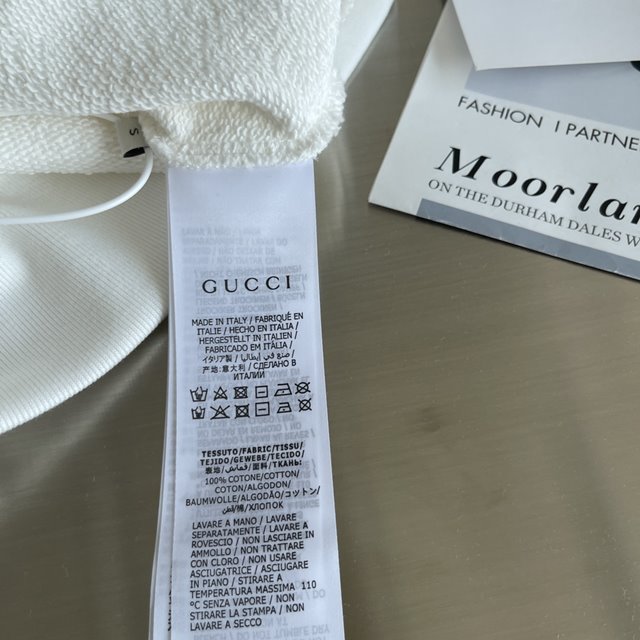 FASHION I PARTNE
Moorlan
ON THE DURHAM DALES W
S
GUCCI
MADE IN ITALY / FABRIQUÉ EN
ITALIE / HECHO EN ITALIA /
HERGESTELLT IN ITALIEN /
FABRICADO EM ITÀLIA /
イタリア製 / صنع في إيطاليا /
产地:意大利 / СДЕЛАНО В
ИТАЛИИ
TESSUTO/FABRIC/TISSU/
TEJIDO/GEWEBE/TECIDO/
表地/قماش/面料/ТКАНЬ:
100% COTONE/COTTON/
COTON/ALGODON/
BAUMWOLLE/ALGODÃO/コットン/
قطن/棉/ХЛОПОК
LAVARE A MANO / LAVARE
SEPARATAMENTE / LAVARE A
ROVESCIO / NON LASCIARE IN
AMMOLLO / NON TRATTARE
CON CLORO / NON USARE
ASCIUGATRICE / ASCIUGARE
IN PIANO / STIRARE A
TEMPERATURA MASSIMA 110
°C SENZA VAPORE / NON
STIRARE LA STAMPA / NON
LAVARE A SECCO